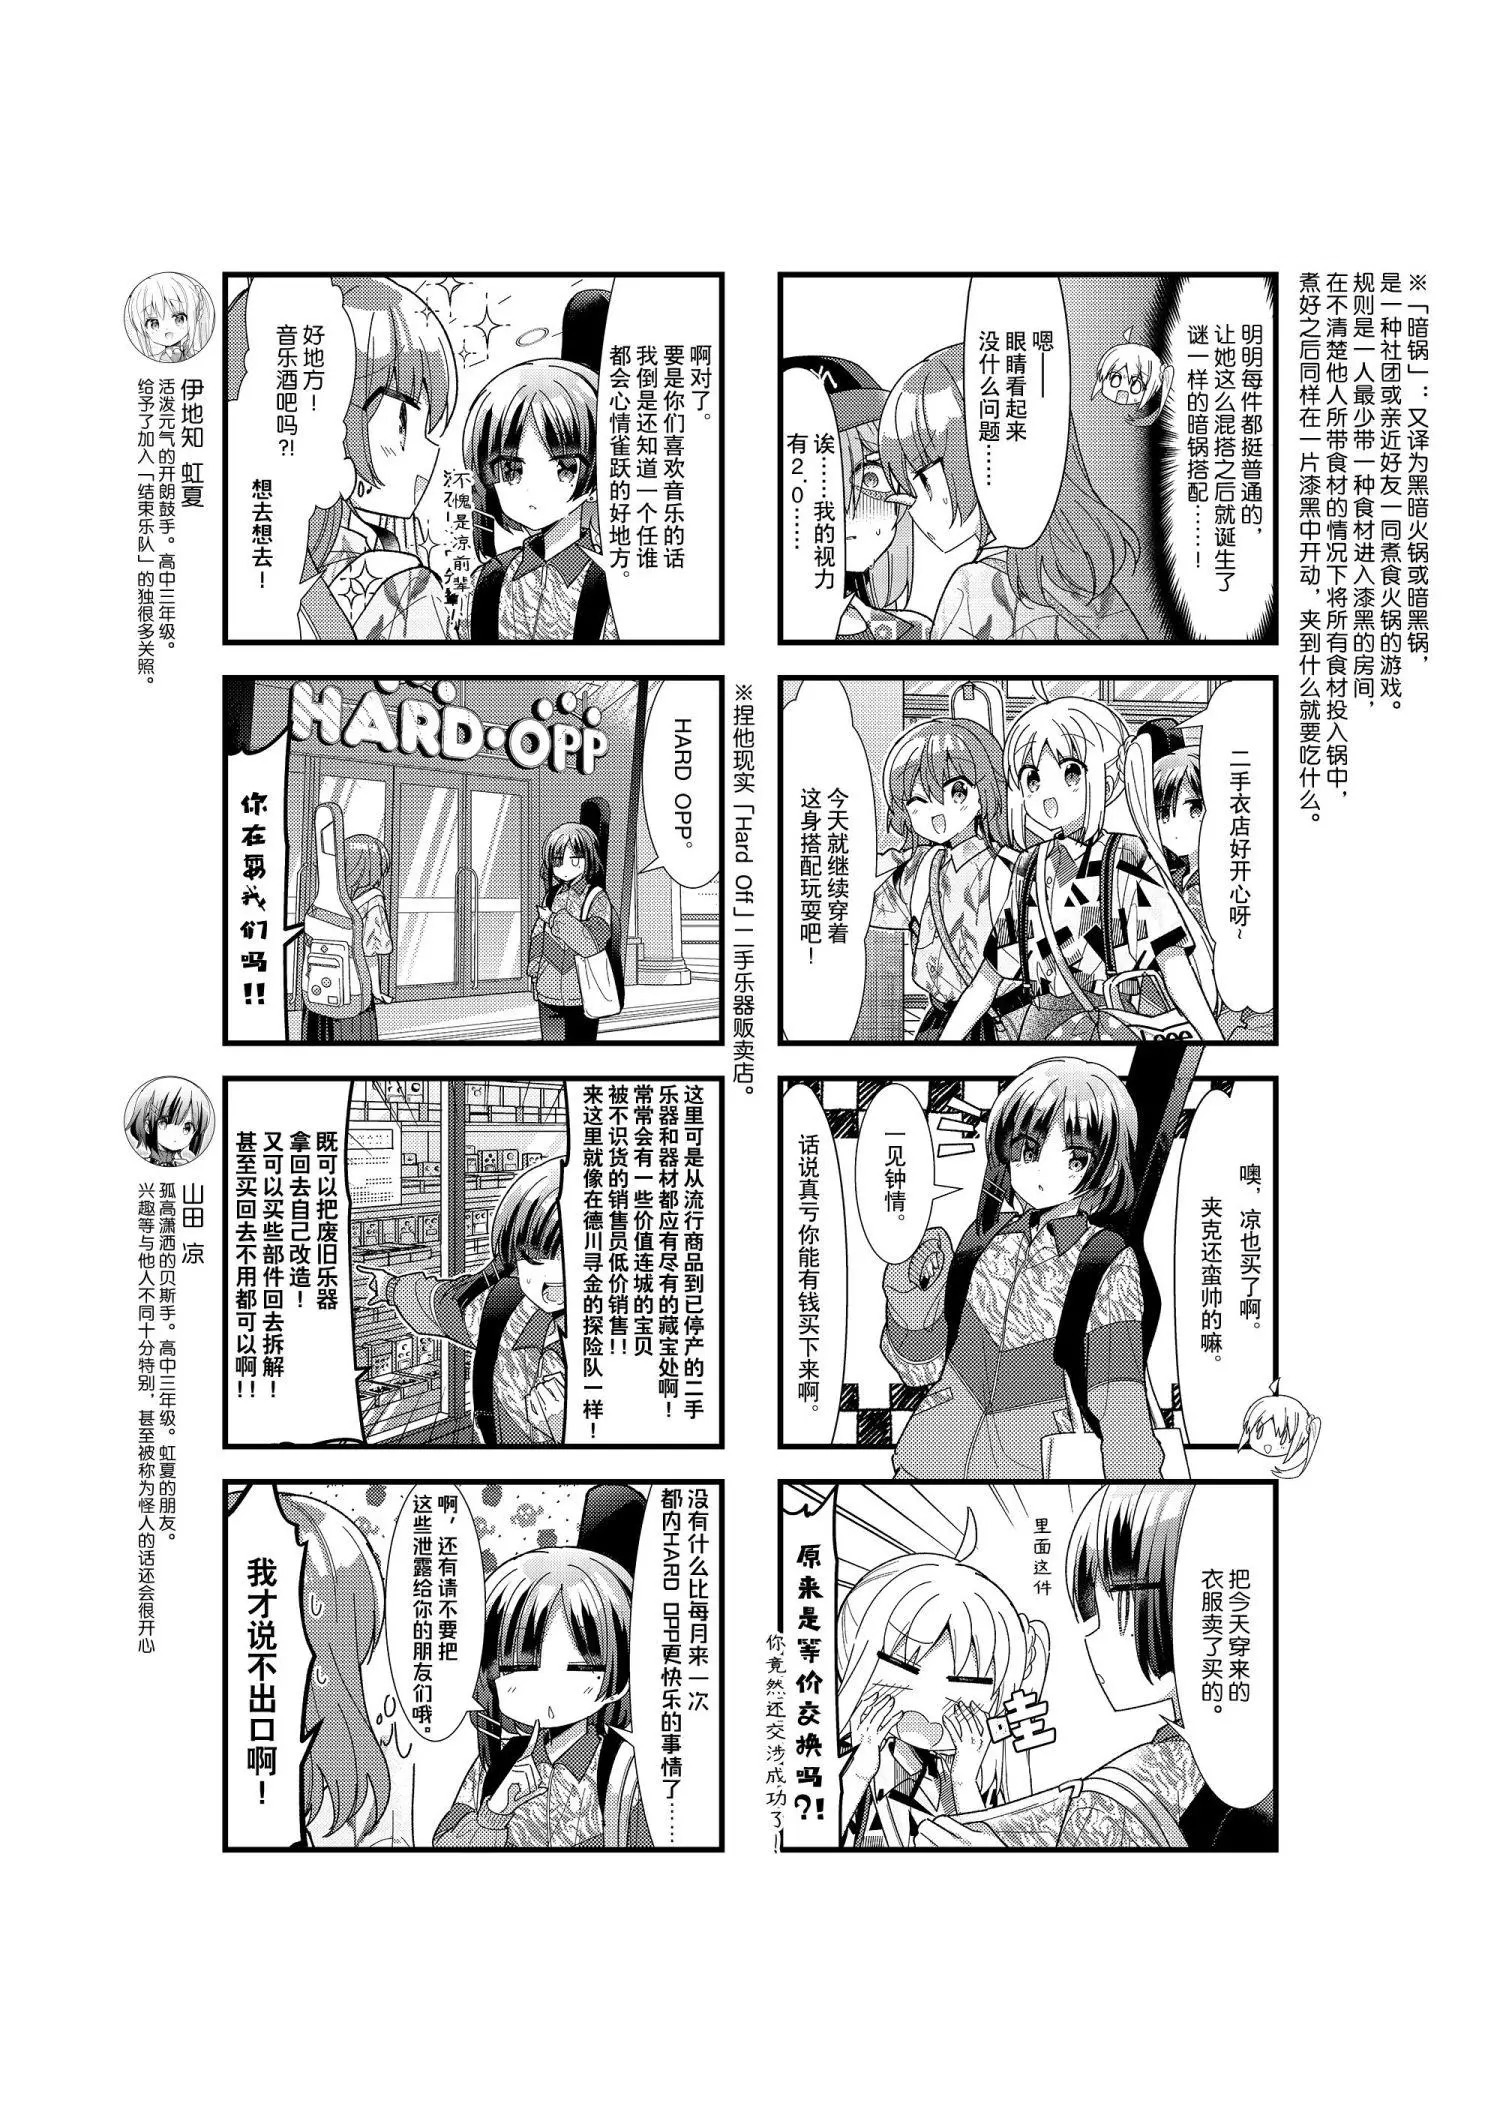 ※「暗锅」：又译为黑暗火锅或暗黑锅，
是一种社团或亲近好友一同煮食火锅的游戏。
规则是一人最少带一种食材进入漆黑的房间，
在不清楚他人所带食材的情况下将所有食材投入锅中，
煮好之后同样在一片漆黑中开动，夹到什么就要吃什么。
明明每件都挺普通的，
让她这么混搭之后就诞生了
谜一样的暗锅搭配……！
嗯——
眼睛看起来
没什么问题……
诶……我的视力
有2.0……
二手衣店好开心呀~
今天就继续穿着
这身搭配玩耍吧！
Loee
噢，凉也买了啊。
夹克还蛮帅的嘛。
一见钟情。
话说真亏你能有钱买下来啊。
把今天穿来的
衣服卖了买的。
里面这件
哇
原来是等价交换吗?!
你竟然还交涉成功了！
啊对了。
要是你们喜欢音乐的话
我倒是还知道一个任谁
都会心情雀跃的好地方。
不愧是凉前辈！
好地方！
音乐酒吧吗?!
想去想去！
HARD OPP。
HARD·OPP
你在耍我们吗!!
※捏他现实「Hard Off」二手乐器贩卖店。
这里可是从流行商品到已停产的二手
乐器和器材都应有尽有的藏宝处啊！
常常会有一些价值连城的宝贝
被不识货的销售员低价销售!!
来这里就像在德川寻金的探险队一样！
既可以把废旧乐器
拿回去自己改造！
又可以买些部件回去拆解！
甚至买回去不用都可以啊!!
没有什么比每月来一次
都内HARD OPP更快乐的事情了……
啊，还有请不要把
这些泄露给你的朋友们哦。
我才说不出口啊！
伊地知 虹夏
活泼元气的开朗鼓手。高中三年级。
给予了加入「结束乐队」的独很多关照。
山田 凉
孤高潇洒的贝斯手。高中三年级。虹夏的朋友。
兴趣等与他人不同十分特别，甚至被称为怪人的话还会很开心